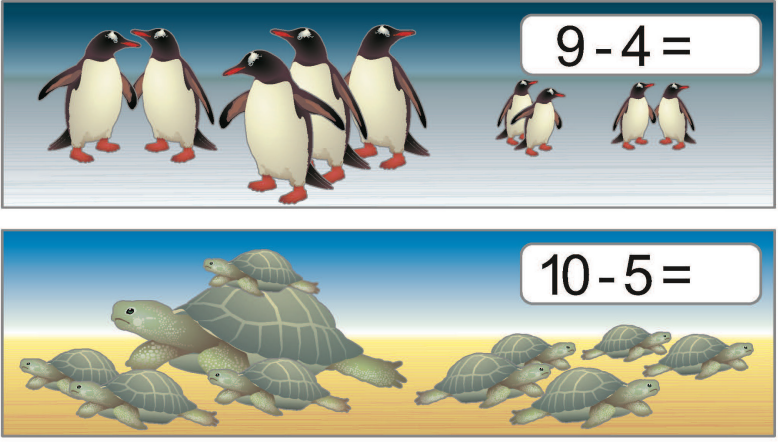 9 - 4 =
10 - 5 =